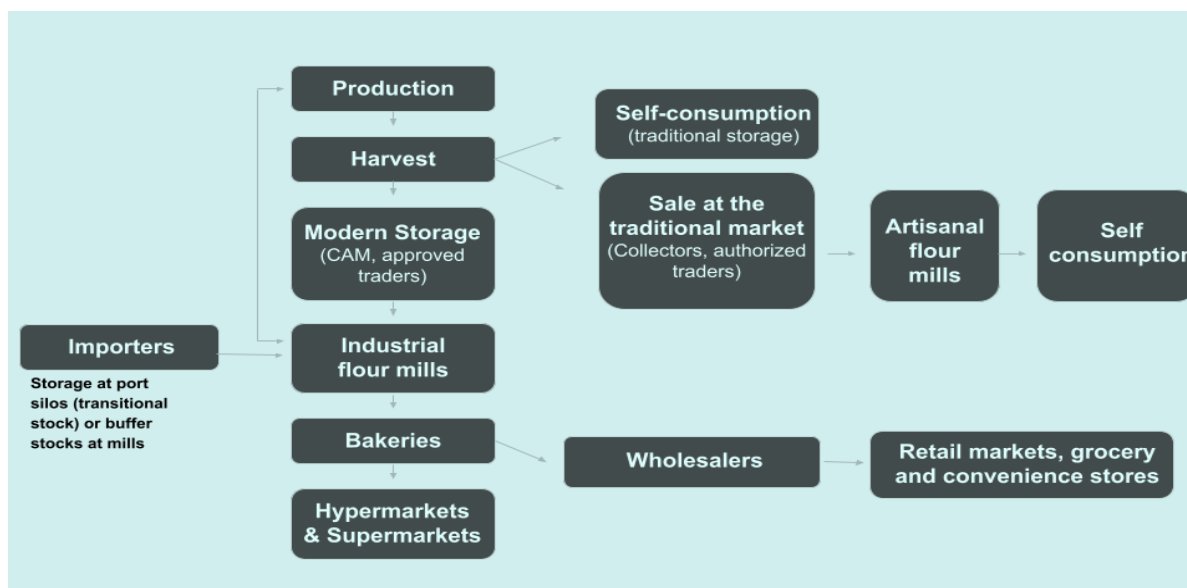 Production
Harvest
Self-consumption
(traditional storage)
Modern Storage
(CAM, approved
traders)
Sale at the
traditional market
(Collectors, authorized
traders)
Artisanal
flour
mills
Self
consumption
Importers
Storage at port
silos (transitional
stock) or buffer
stocks at mills
Industrial
flour mills
Bakeries
Wholesalers
Retail markets, grocery
and convenience stores
Hypermarkets
& Supermarkets